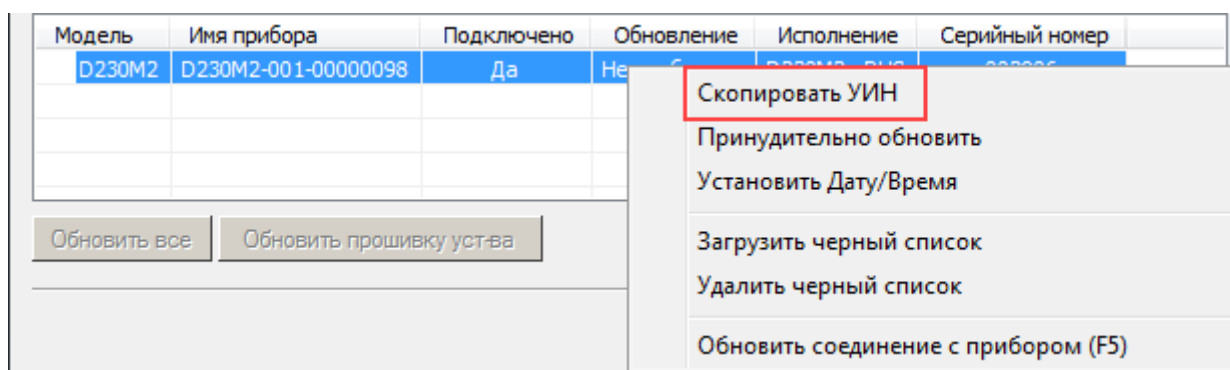 Модель Имя прибора Подключено Обновление Исполнение Серийный номер
D230M2 D230M2-001-00000098 Да
Скопировать УИН
Принудительно обновить
Установить Дату/Время
Обновить все Обновить прошивку уст-ва
Загрузить черный список
Удалить черный список
Обновить соединение с прибором (F5)